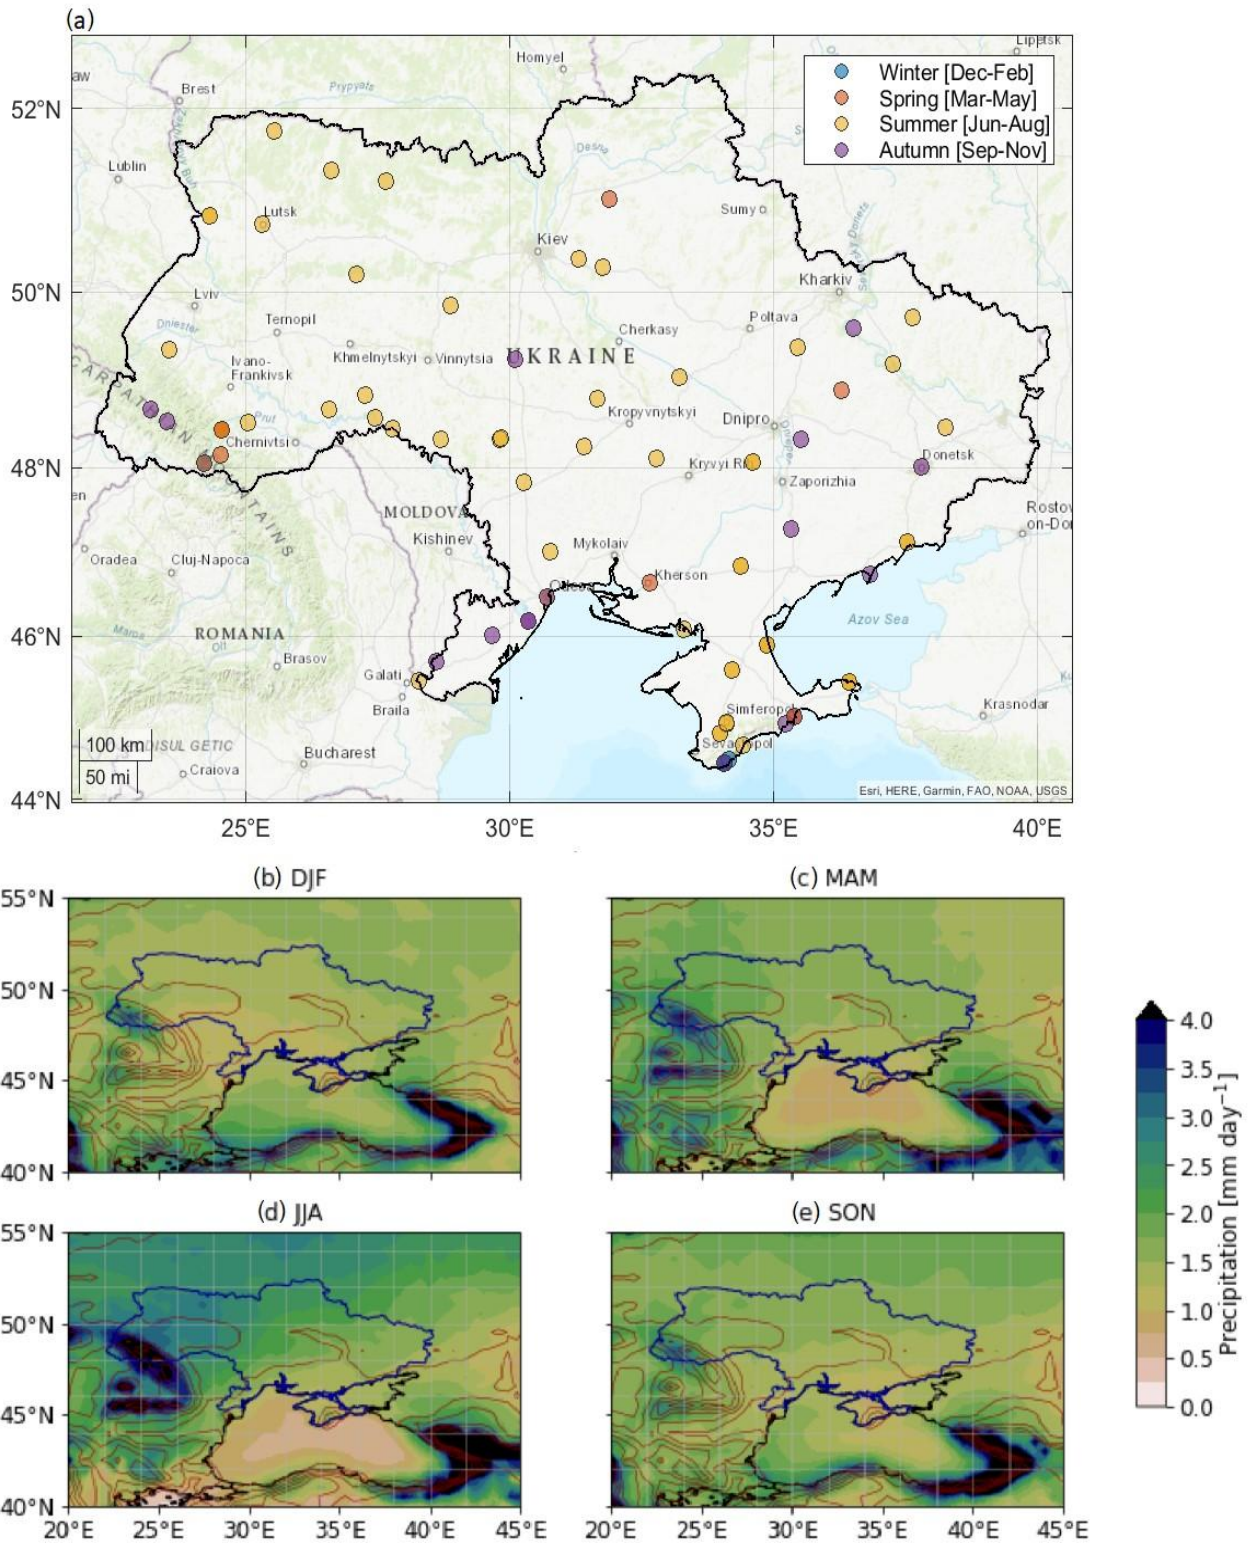 (a)
Lipetsk
Homyel
aw
Brest
Prypyats
52°N
Desna
Lublin
Winter [Dec-Feb]
Spring [Mar-May]
Summer [Jun-Aug]
Autumn [Sep-Nov]
Lutsk
Sumy
Kiev
Kharkiv
50°N
Lviv
Dniester
Ternopil
Cherkasy
Poltava
Khmelnytskyi
Vinnytsia
UKRAINE
Ivano-
Frankivsk
Prut
Chernivtsi
Kropyvnytskyi
Dnipro
Donetsk
48°N
Kryvyi
Zaporizhia
en
MOLDOVA
Kishinev
Mykolaiv
Rostov
on-Do
Oradea
Cluj-Napoca
Kherson
46°N
Azov Sea
ROMANIA
Brasov
Galati
Braila
Simferopol
Krasnodar
100 km
50 mi
DISUL GETIC
Bucharest
Craiova
Esri, HERE, Garmin, FAO, NOAA, USGS
44°N
25°E
30°E
35°E
40°E
(b) DJF
(c) MAM
55°N
50°N
45°N
40°N
(d) JJA
(e) SON
55°N
50°N
45°N
40°N
20°E 25°E 30°E 35°E 40°E 45°E
20°E 25°E 30°E 35°E 40°E 45°E
4.0
3.5
3.0
2.5
2.0
1.5
1.0
0.5
0.0
Precipitation [mm day⁻¹]